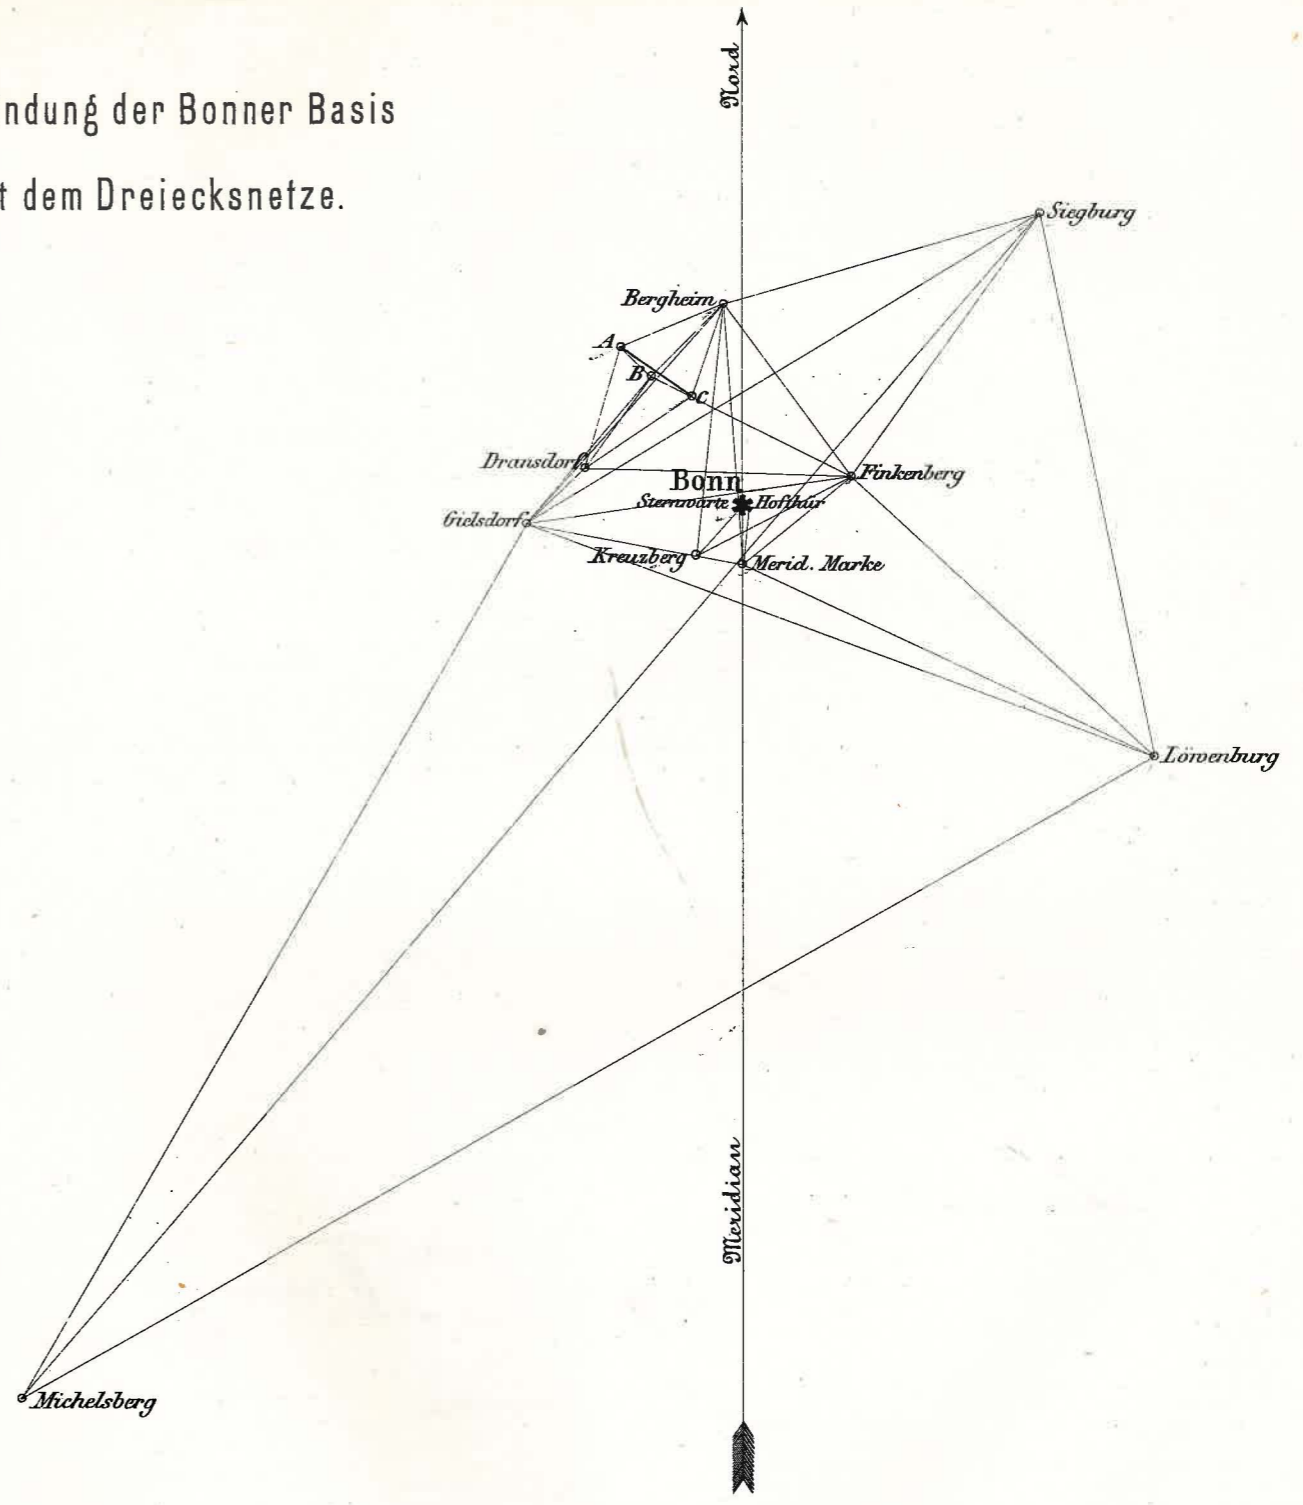 ndung der Bonner Basis
t dem Dreiecksnetze.
Nord
Siegburg
Bergheim
A
B
C
Dransdorf
Bonn
Finkenberg
Sternwarte
Hofthür
Gielsdorf
Kreuzberg
Merid. Marke
Löwenburg
Meridian
Michelsberg